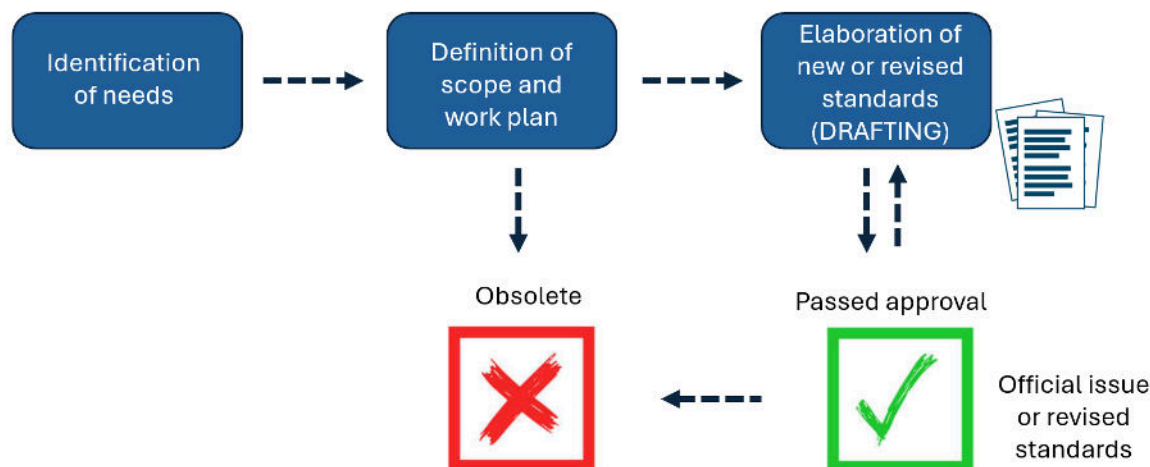 Identification
of needs
Definition of
scope and
work plan
Elaboration of
new or revised
standards
(DRAFTING)
Obsolete
Passed approval
Official issue
or revised
standards